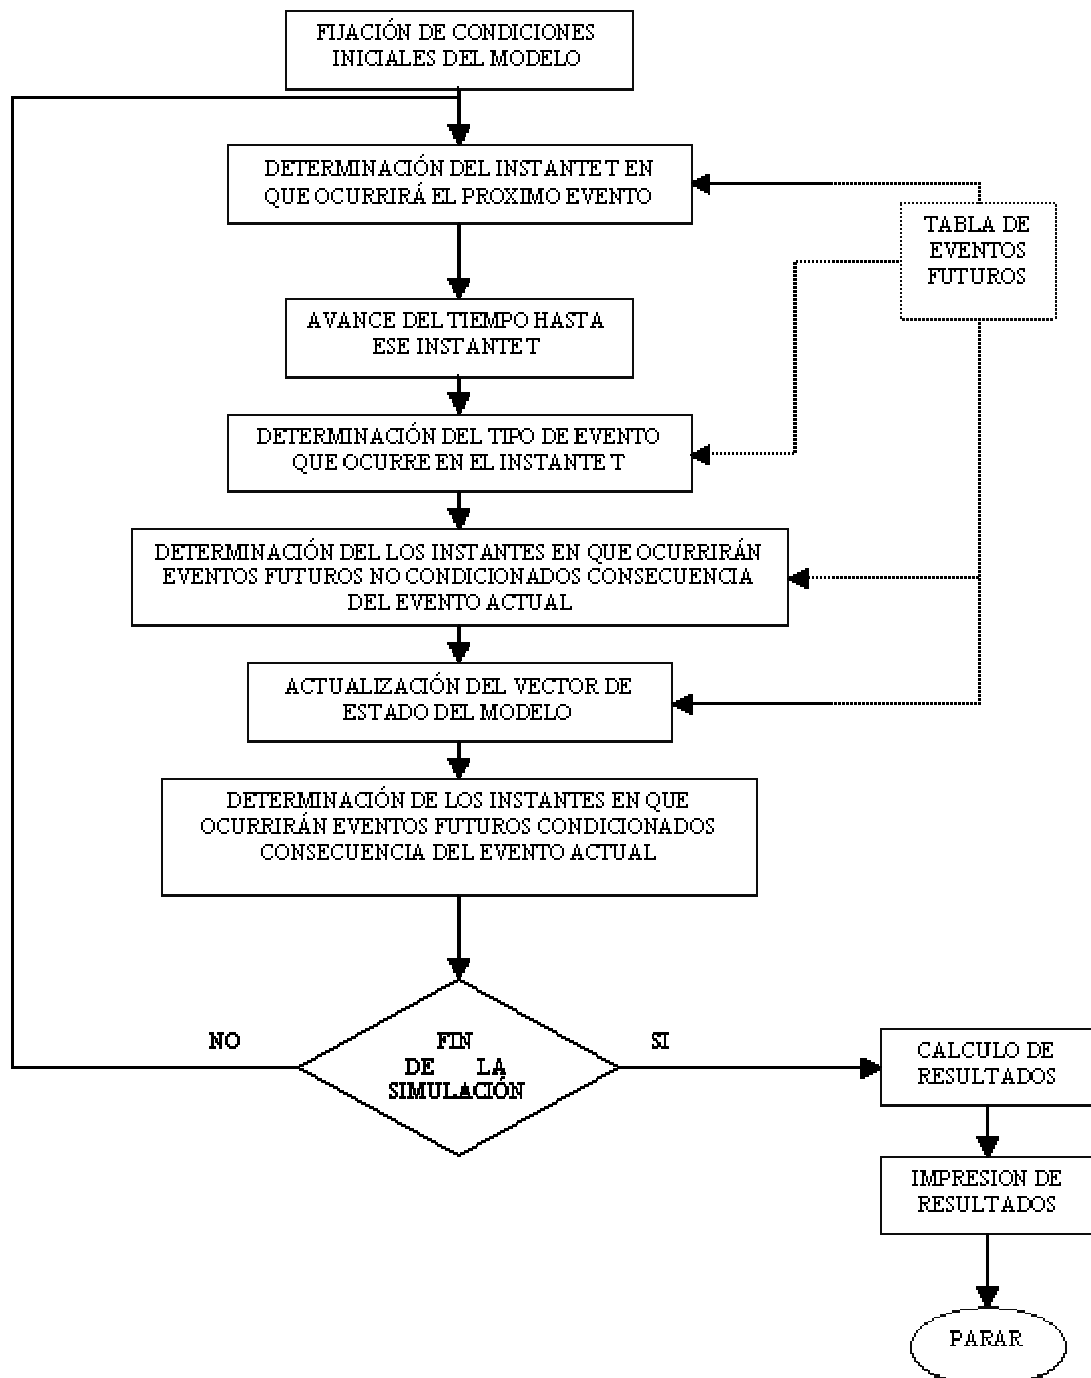 FIJACIÓN DE CONDICIONES
INICIALES DEL MODELO
DETERMINACIÓN DEL INSTANTE T EN
QUE OCURRIRÁ EL PROXIMO EVENTO
TABLA DE
EVENTOS
FUTUROS
AVANCE DEL TIEMPO HASTA
ESE INSTANTE T
DETERMINACIÓN DEL TIPO DE EVENTO
QUE OCURRE EN EL INSTANTE T
DETERMINACIÓN DEL LOS INSTANTES EN QUE OCURRIRÁN
EVENTOS FUTUROS NO CONDICIONADOS CONSECUENCIA
DEL EVENTO ACTUAL
ACTUALIZACIÓN DEL VECTOR DE
ESTADO DEL MODELO
DETERMINACIÓN DE LOS INSTANTES EN QUE
OCURRIRÁN EVENTOS FUTUROS CONDICIONADOS
CONSECUENCIA DEL EVENTO ACTUAL
NO
FIN
DE LA
SIMULACIÓN
SI
CALCULO DE
RESULTADOS
IMPRESION DE
RESULTADOS
PARAR